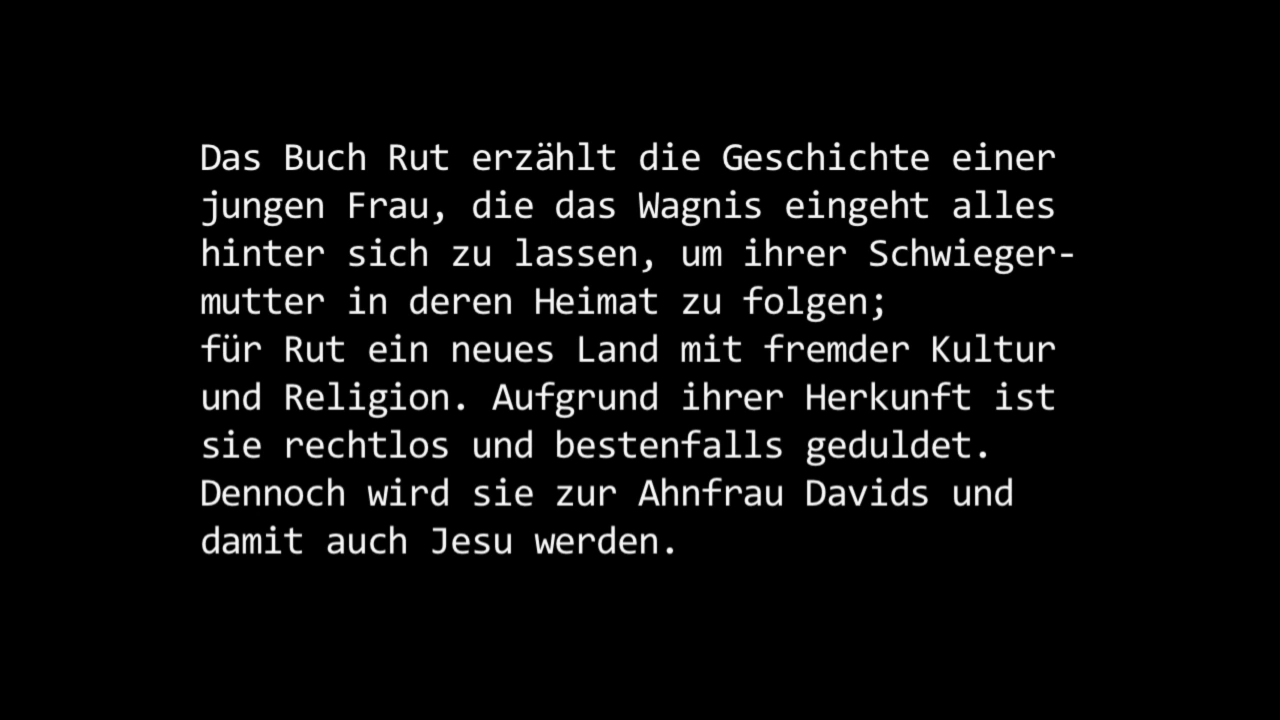 Das Buch Rut erzählt die Geschichte einer
jungen Frau, die das Wagnis eingeht alles
hinter sich zu lassen, um ihrer Schwieger-
mutter in deren Heimat zu folgen;
für Rut ein neues Land mit fremder Kultur
und Religion. Aufgrund ihrer Herkunft ist
sie rechtlos und bestenfalls geduldet.
Dennoch wird sie zur Ahnfrau Davids und
damit auch Jesu werden.